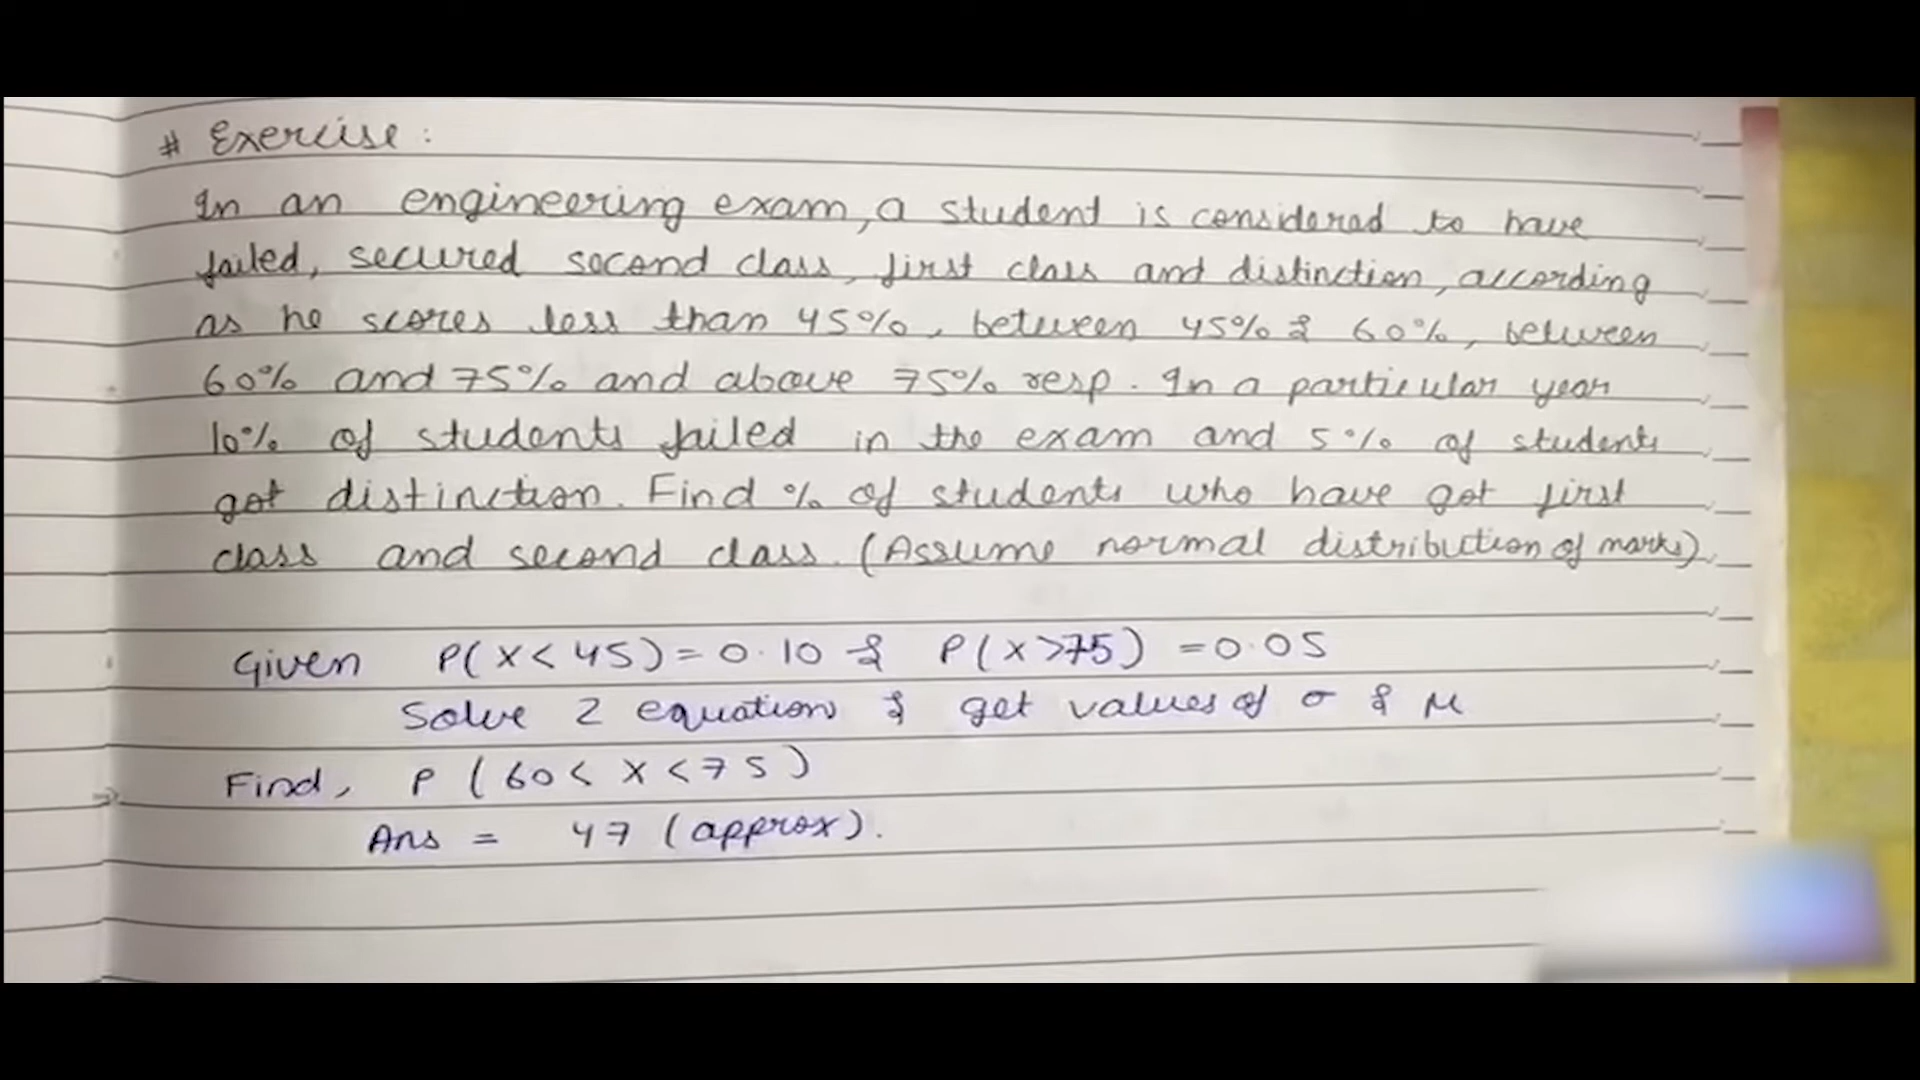 # Exercise:
In an engineering exam, a student is considered to have
failed, secured second class, first class and distinction, according
as he scores less than 45%, between 45% & 60%, between
60% and 75% and above 75% resp. In a particular year
10% of students failed in the exam and 5% of students
got distinction. Find % of students who have got first
class and second class. (Assume normal distribution of marks)
Given P(X < 45) = 0.10 & P(X > 75) = 0.05
Solve 2 equation & get values of σ & μ
Find, P (60 < X < 75)
Ans = 47 (approx).